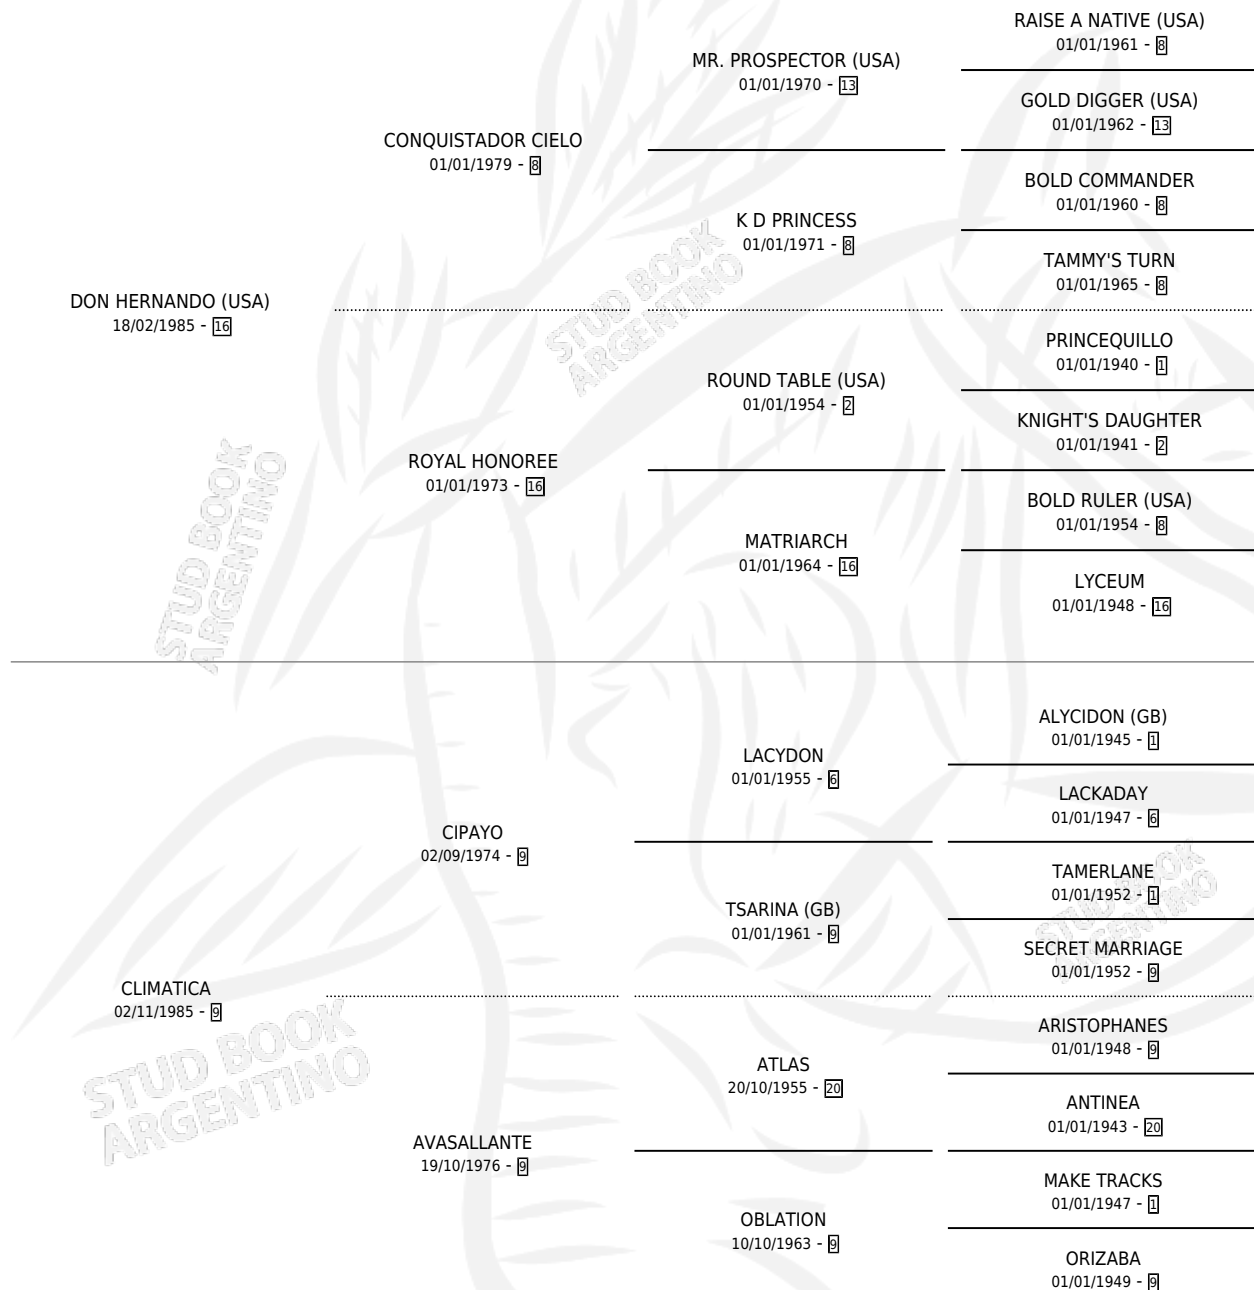 RAISE A NATIVE (USA)
01/01/1961 - 8
MR. PROSPECTOR (USA)
01/01/1970 - 13
GOLD DIGGER (USA)
01/01/1962 - 13
CONQUISTADOR CIELO
01/01/1979 - 8
BOLD COMMANDER
01/01/1960 - 8
K D PRINCESS
01/01/1971 - 8
TAMMY'S TURN
01/01/1965 - 8
DON HERNANDO (USA)
18/02/1985 - 16
PRINCEQUILLO
01/01/1940 - 1
ROUND TABLE (USA)
01/01/1954 - 2
KNIGHT'S DAUGHTER
01/01/1941 - 2
ROYAL HONOREE
01/01/1973 - 16
BOLD RULER (USA)
01/01/1954 - 8
MATRIARCH
01/01/1964 - 16
LYCEUM
01/01/1948 - 16
ALYCIDON (GB)
01/01/1945 - 1
LACYDON
01/01/1955 - 6
LACKADAY
01/01/1947 - 6
CIPAYO
02/09/1974 - 9
TAMERLANE
01/01/1952 - 1
TSARINA (GB)
01/01/1961 - 9
SECRET MARRIAGE
01/01/1952 - 9
CLIMATICA
02/11/1985 - 9
ARISTOPHANES
01/01/1948 - 9
ATLAS
20/10/1955 - 20
ANTINEA
01/01/1943 - 20
AVASALLANTE
19/10/1976 - 9
MAKE TRACKS
01/01/1947 - 1
OBLATION
10/10/1963 - 9
ORIZABA
01/01/1949 - 9
STUD BOOK
ARGENTINO
STUD BOOK
ARGENTINO
STUD BOOK
ARGENTINO
STUD BOOK
ARGENTINO